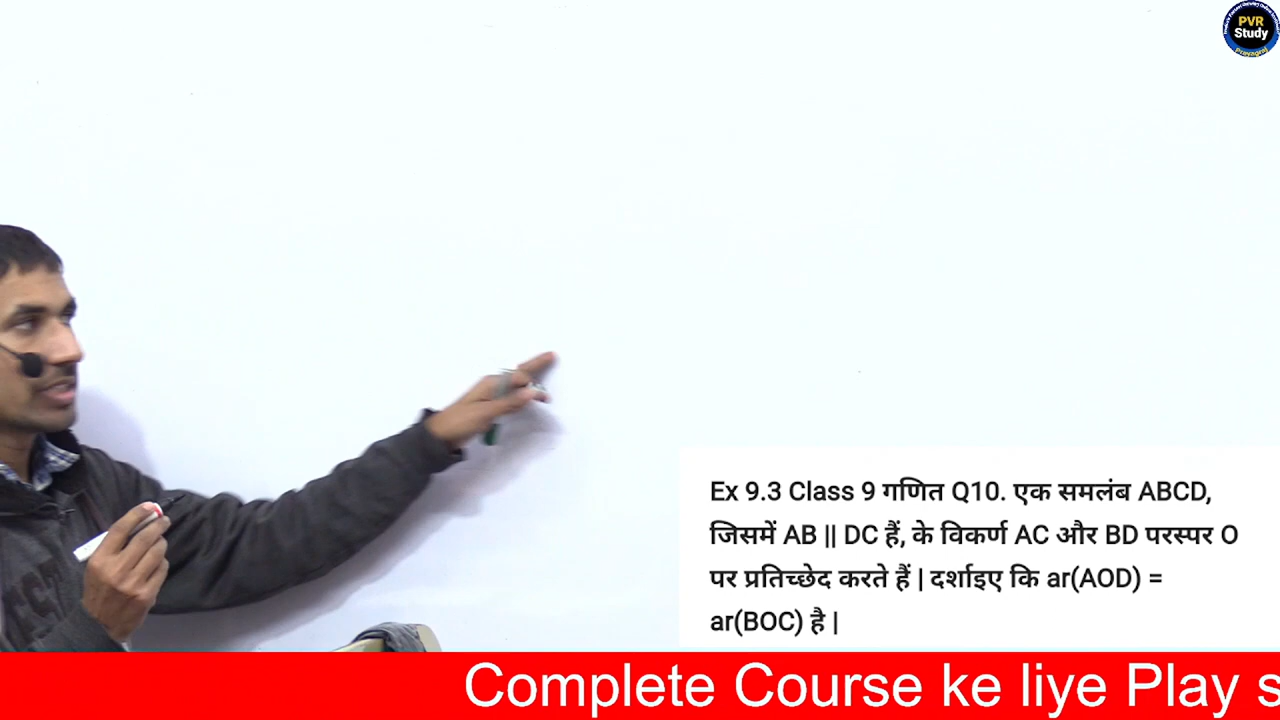 PVR
Study
Prayagraj
Ex 9.3 Class 9 गणित Q10. एक समलंब ABCD,
जिसमें AB || DC हैं, के विकर्ण AC और BD परस्पर O
पर प्रतिच्छेद करते हैं | दर्शाइए कि ar(AOD) =
ar(BOC) है |
Complete Course ke liye Play s